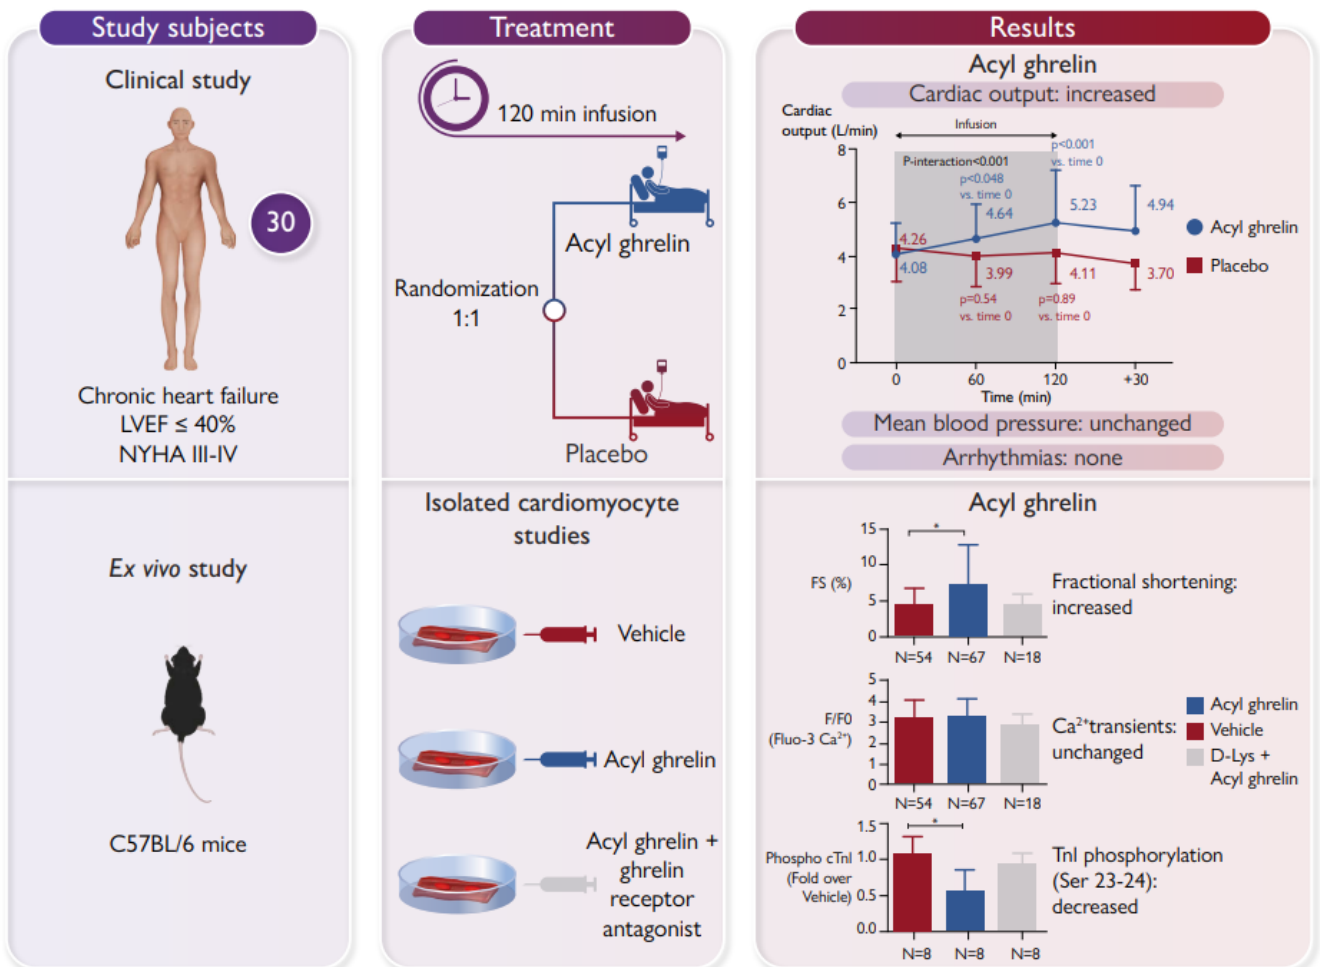 Study subjects
Treatment
Results
Clinical study
30
Chronic heart failure
LVEF ≤ 40%
NYHA III-IV
120 min infusion
Acyl ghrelin
Randomization
1:1
Placebo
Acyl ghrelin
Cardiac output: increased
Cardiac
output (L/min)
Infusion
8
6
4
2
0
P-interaction<0.001
p<0.048
vs. time 0
p<0.001
vs. time 0
4.26
4.08
4.64
5.23
4.94
3.99
4.11
3.70
p=0.54
vs. time 0
p=0.89
vs. time 0
0
60
120
+30
Time (min)
Acyl ghrelin
Placebo
Mean blood pressure: unchanged
Arrhythmias: none
Ex vivo study
C57BL/6 mice
Isolated cardiomyocyte
studies
Vehicle
Acyl ghrelin
Acyl ghrelin +
ghrelin
receptor
antagonist
Acyl ghrelin
15
10
5
0
FS (%)
*
N=54
N=67
N=18
Fractional shortening:
increased
5
4
3
2
1
0
F/F0
(Fluo-3 Ca²⁺)
N=54
N=67
N=18
Ca²⁺transients:
unchanged
Acyl ghrelin
Vehicle
D-Lys +
Acyl ghrelin
1.5
1.0
0.5
0.0
Phospho cTnI
(Fold over
Vehicle)
*
N=8
N=8
N=8
TnI phosphorylation
(Ser 23-24):
decreased